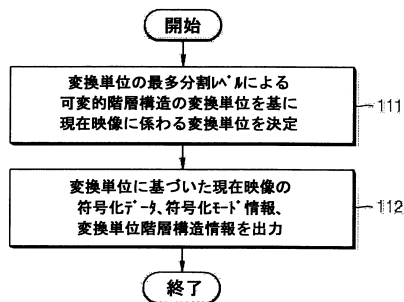 開始
変換単位の最多分割ﾚﾍﾞﾙによる
可変的階層構造の変換単位を基に
現在映像に係わる変換単位を決定
111
変換単位に基づいた現在映像の
符号化ﾃﾞｰﾀ、符号化ﾓｰﾄﾞ情報、
変換単位階層構造情報を出力
112
終了